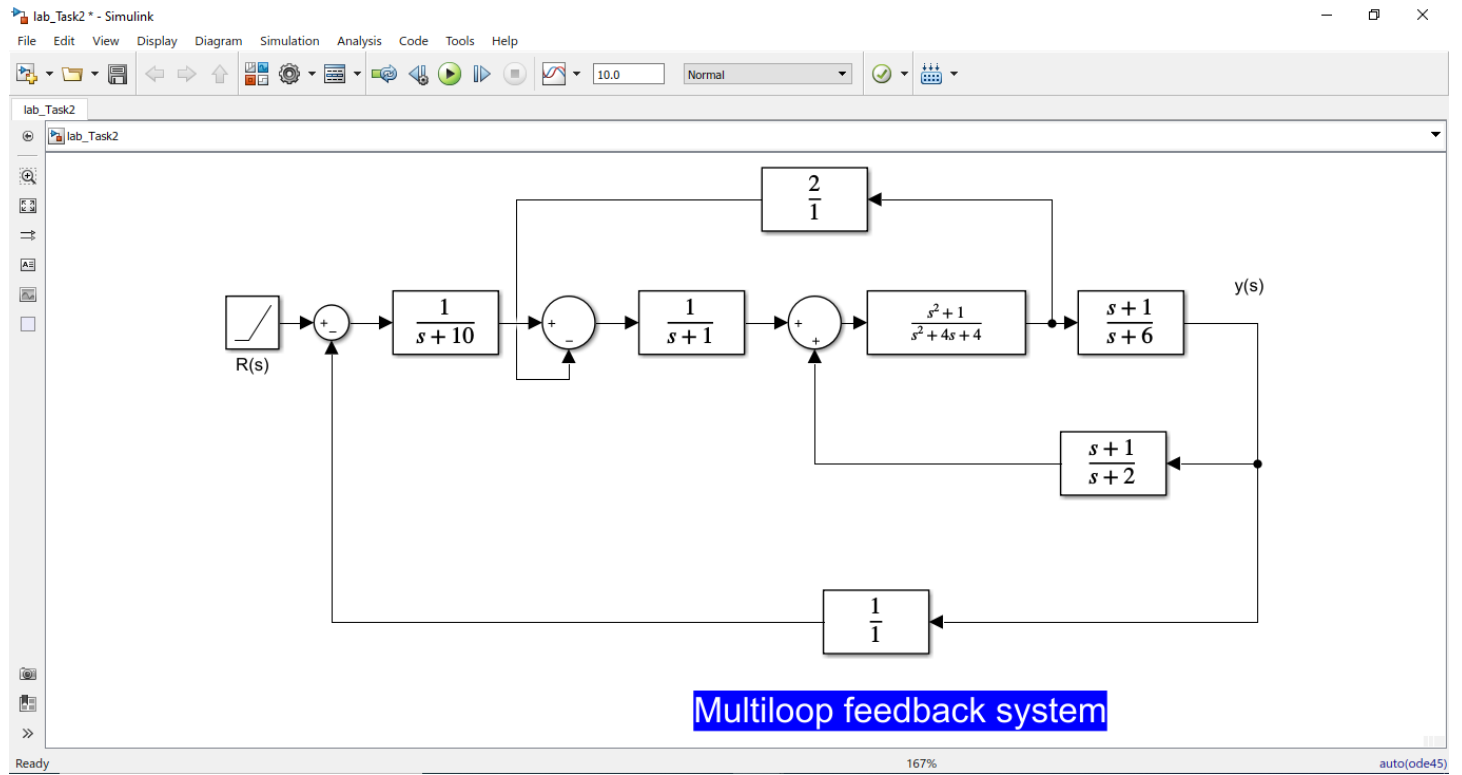 lab_Task2 * - Simulink
File Edit View Display Diagram Simulation Analysis Code Tools Help
10.0 Normal
lab_Task2
lab_Task2
2
1
R(s)
+
−
1
s + 10
+
−
1
s + 1
+
+
s² + 1
s² + 4s + 4
s + 1
s + 6
y(s)
s + 1
s + 2
1
1
Multiloop feedback system
Ready 167% auto(ode45)